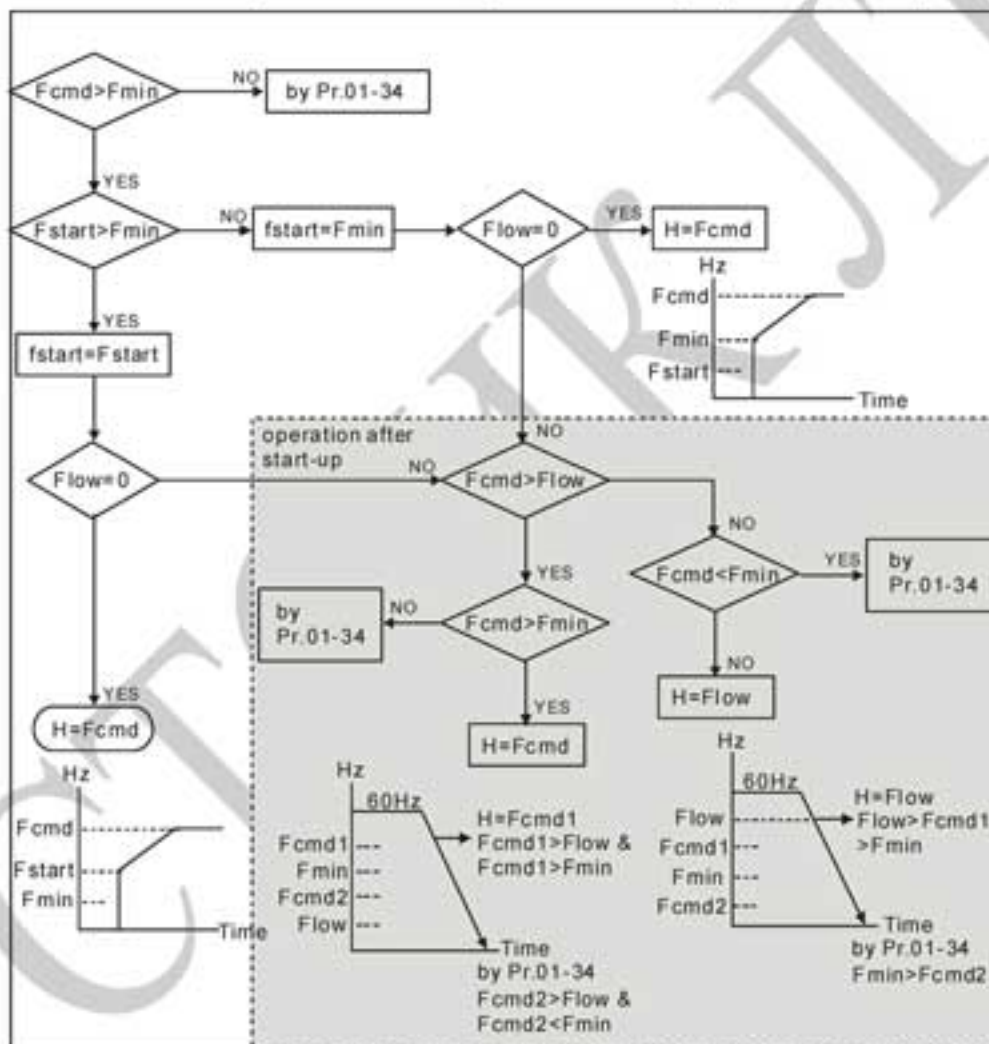 Fcmd>Fmin
NO
by Pr.01-34
YES
Fstart>Fmin
NO
fstart=Fmin
Flow=0
YES
H=Fcmd
Hz
Fcmd
Fmin
Fstart
Time
YES
fstart=Fstart
NO
operation after
start-up
Flow=0
NO
Fcmd>Flow
NO
YES
Fcmd<Fmin
YES
by
Pr.01-34
by
Pr.01-34
NO
Fcmd>Fmin
NO
H=Flow
YES
H=Fcmd
YES
H=Fcmd
Hz
Fcmd
Fstart
Fmin
Time
Hz
60Hz
H=Fcmd1
Fcmd1>Flow &
Fcmd1>Fmin
Fcmd1
Fmin
Fcmd2
Flow
Time
by Pr.01-34
Fcmd2>Flow &
Fcmd2<Fmin
Hz
60Hz
H=Flow
Flow>Fcmd1
>Fmin
Flow
Fcmd1
Fmin
Fcmd2
Time
by Pr.01-34
Fmin>Fcmd2